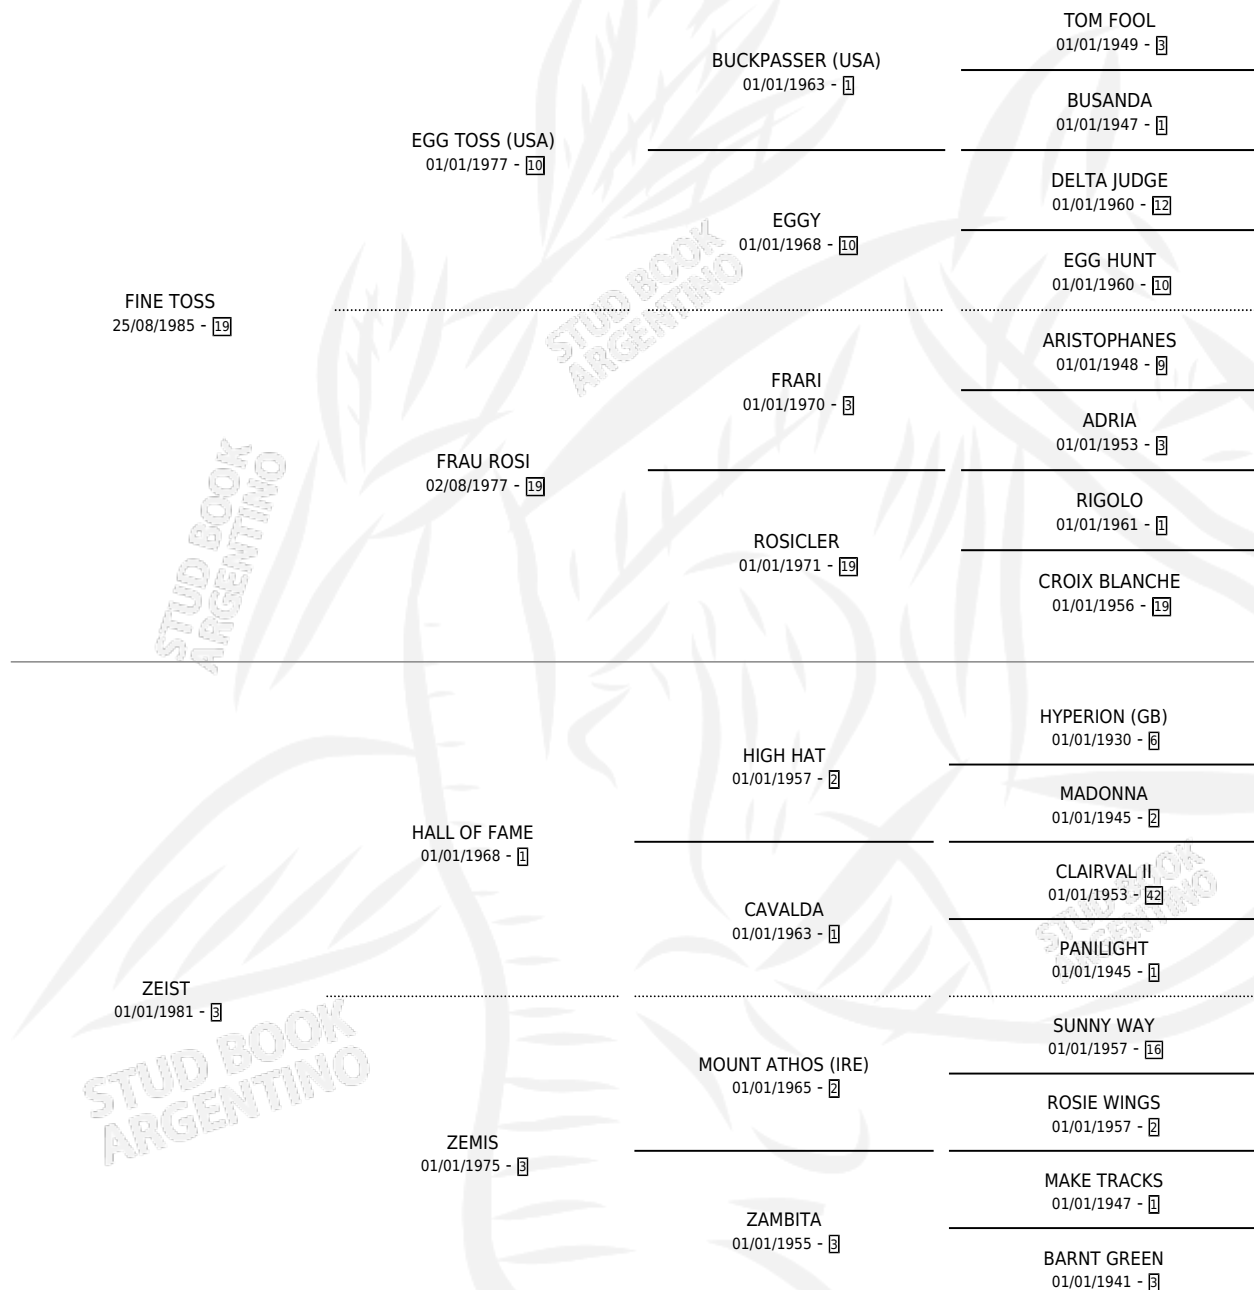 TOM FOOL
01/01/1949 - 3
BUCKPASSER (USA)
01/01/1963 - 1
BUSANDA
01/01/1947 - 1
EGG TOSS (USA)
01/01/1977 - 10
DELTA JUDGE
01/01/1960 - 12
EGGY
01/01/1968 - 10
EGG HUNT
01/01/1960 - 10
STUD BOOK
ARGENTINO
FINE TOSS
25/08/1985 - 19
ARISTOPHANES
01/01/1948 - 9
FRARI
01/01/1970 - 3
ADRIA
01/01/1953 - 3
FRAU ROSI
02/08/1977 - 19
RIGOLO
01/01/1961 - 1
ROSICLER
01/01/1971 - 19
CROIX BLANCHE
01/01/1956 - 19
STUD BOOK
ARGENTINO
HYPERION (GB)
01/01/1930 - 6
HIGH HAT
01/01/1957 - 2
MADONNA
01/01/1945 - 2
HALL OF FAME
01/01/1968 - 1
CLAIRVAL II
01/01/1953 - 42
CAVALDA
01/01/1963 - 1
PANILIGHT
01/01/1945 - 1
STUD BOOK
ARGENTINO
ZEIST
01/01/1981 - 3
SUNNY WAY
01/01/1957 - 16
MOUNT ATHOS (IRE)
01/01/1965 - 2
ROSIE WINGS
01/01/1957 - 2
STUD BOOK
ARGENTINO
ZEMIS
01/01/1975 - 3
MAKE TRACKS
01/01/1947 - 1
ZAMBITA
01/01/1955 - 3
BARNT GREEN
01/01/1941 - 3